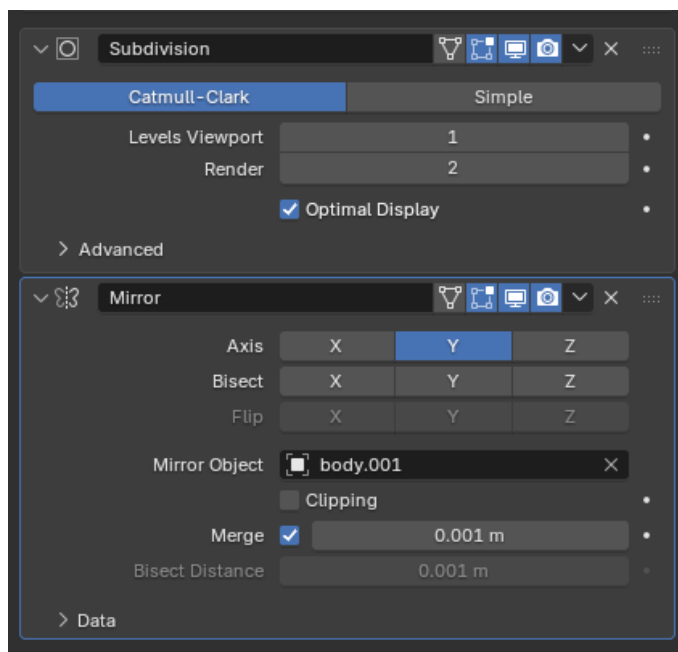 Subdivision
Catmull-Clark Simple
Levels Viewport 1
Render 2
Optimal Display
Advanced
Mirror
Axis X Y Z
Bisect X Y Z
Flip X Y Z
Mirror Object body.001
Clipping
Merge 0.001 m
Bisect Distance 0.001 m
Data